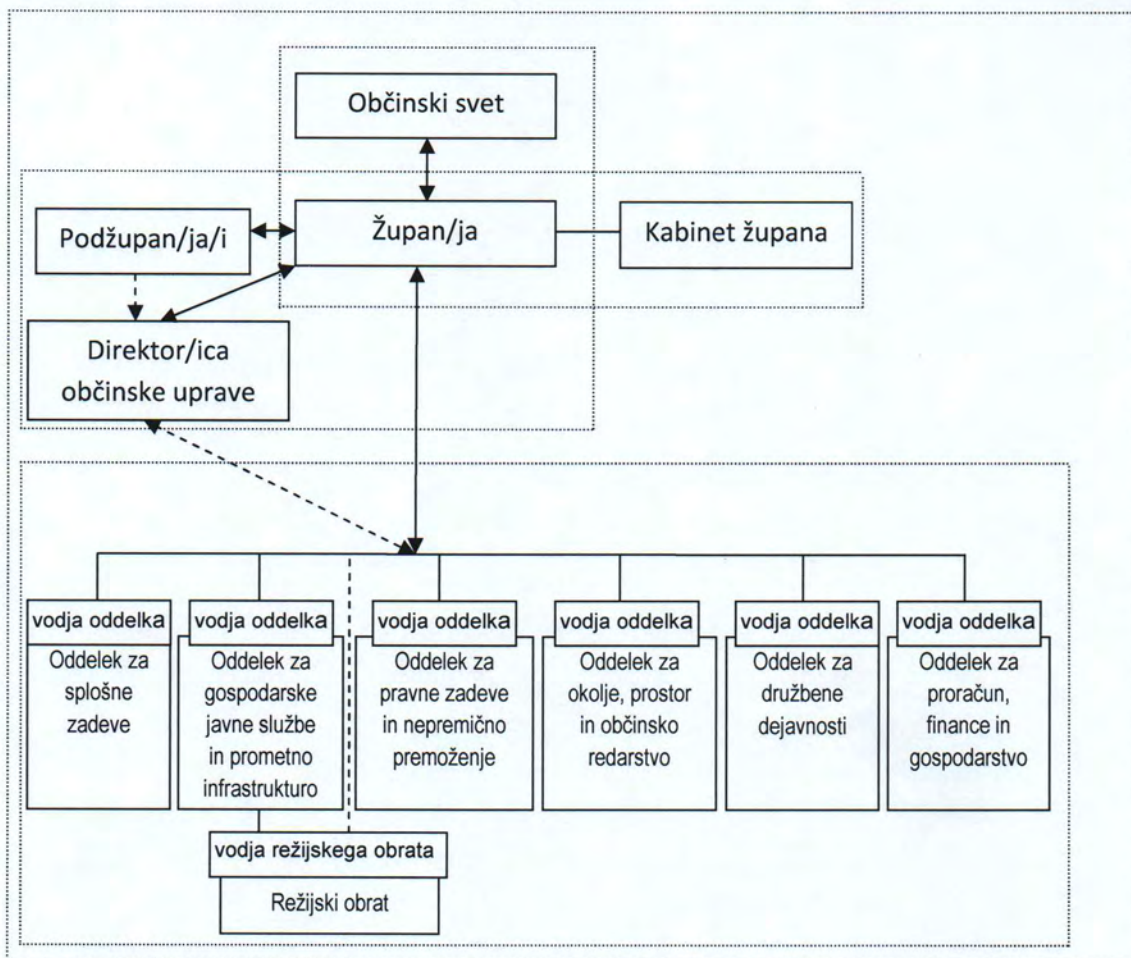 Občinski svet
Župan/ja
Podžupan/ja/i
Kabinet župana
Direktor/ica
občinske uprave
vodja oddelka
Oddelek za
splošne
zadeve
vodja oddelka
Oddelek za
gospodarske
javne službe
in prometno
infrastrukturo
vodja oddelka
Oddelek za
pravne zadeve
in nepremično
premoženje
vodja oddelka
Oddelek za
okolje, prostor
in občinsko
redarstvo
vodja oddelka
Oddelek za
družbene
dejavnosti
vodja oddelka
Oddelek za
proračun,
finance in
gospodarstvo
vodja režijskega obrata
Režijski obrat